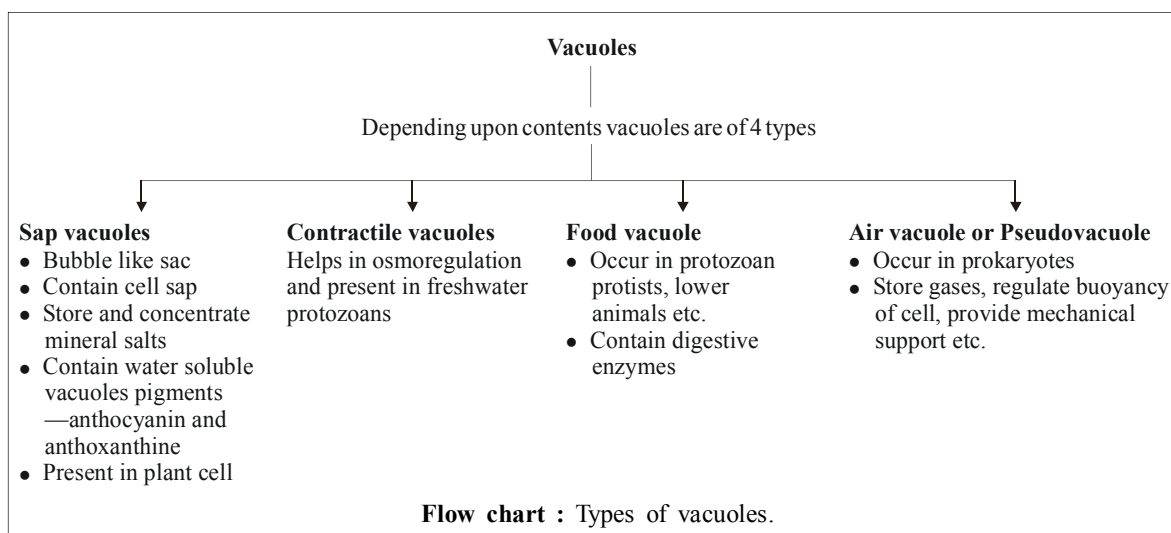 Vacuoles
Depending upon contents vacuoles are of 4 types
Sap vacuoles
● Bubble like sac
● Contain cell sap
● Store and concentrate
mineral salts
● Contain water soluble
vacuoles pigments
—anthocyanin and
anthoxanthine
● Present in plant cell
Contractile vacuoles
Helps in osmoregulation
and present in freshwater
protozoans
Food vacuole
● Occur in protozoan
protists, lower
animals etc.
● Contain digestive
enzymes
Air vacuole or Pseudovacuole
● Occur in prokaryotes
● Store gases, regulate buoyancy
of cell, provide mechanical
support etc.
Flow chart : Types of vacuoles.